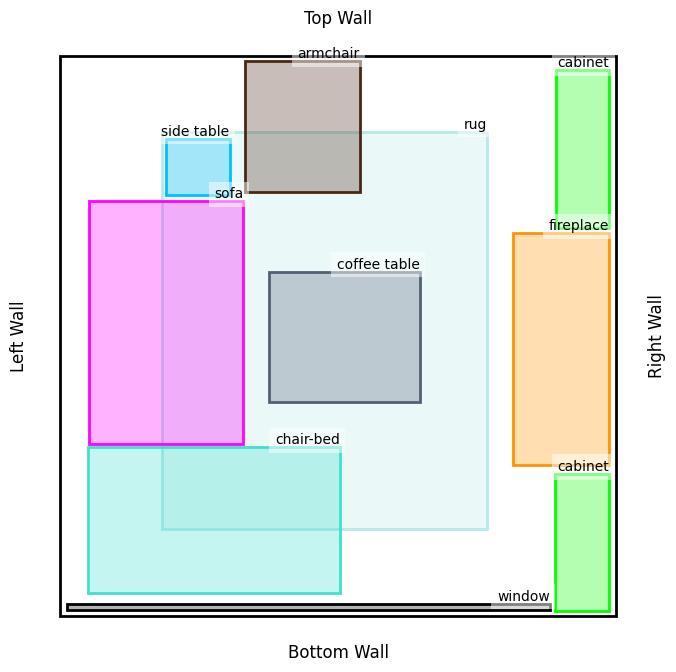 Top Wall
armchair
cabinet
rug
side table
sofa
fireplace
coffee table
Left Wall
Right Wall
chair-bed
cabinet
window
Bottom Wall